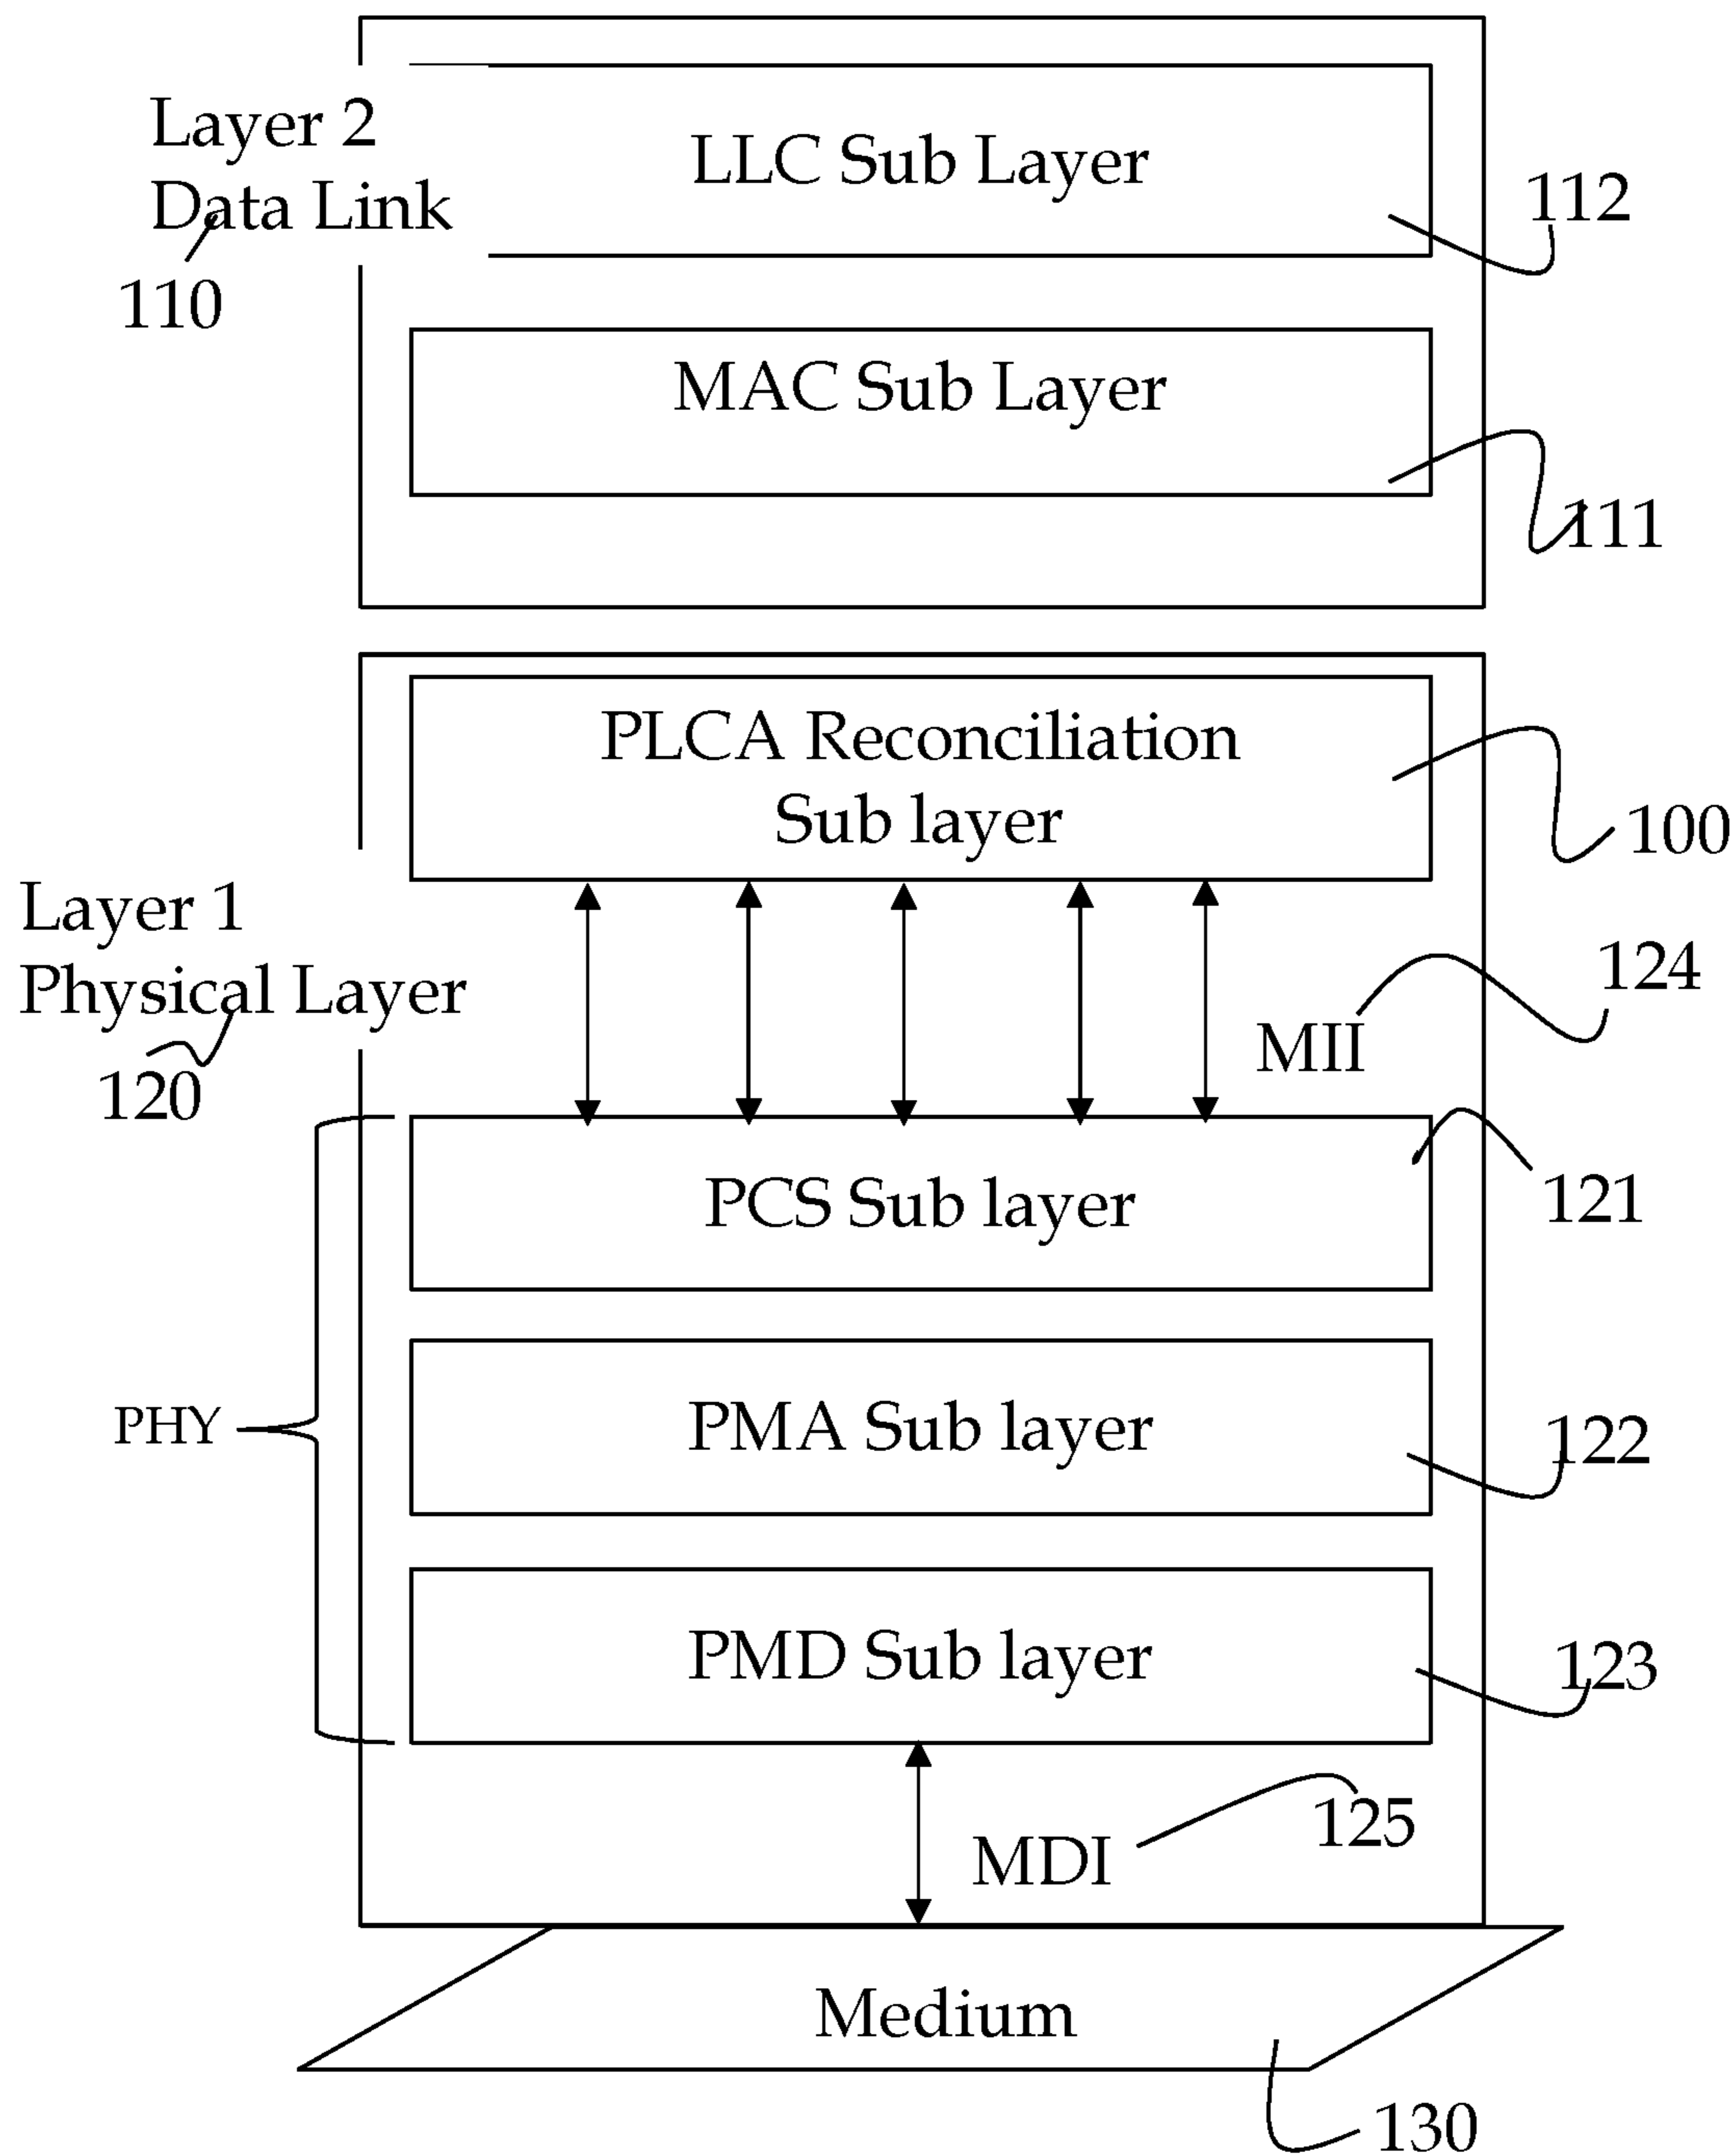 Layer 2
Data Link
110
LLC Sub Layer
112
MAC Sub Layer
111
PLCA Reconciliation
Sub layer
100
Layer 1
Physical Layer
120
124
MII
PCS Sub layer
121
PHY
PMA Sub layer
122
PMD Sub layer
123
125
MDI
Medium
130